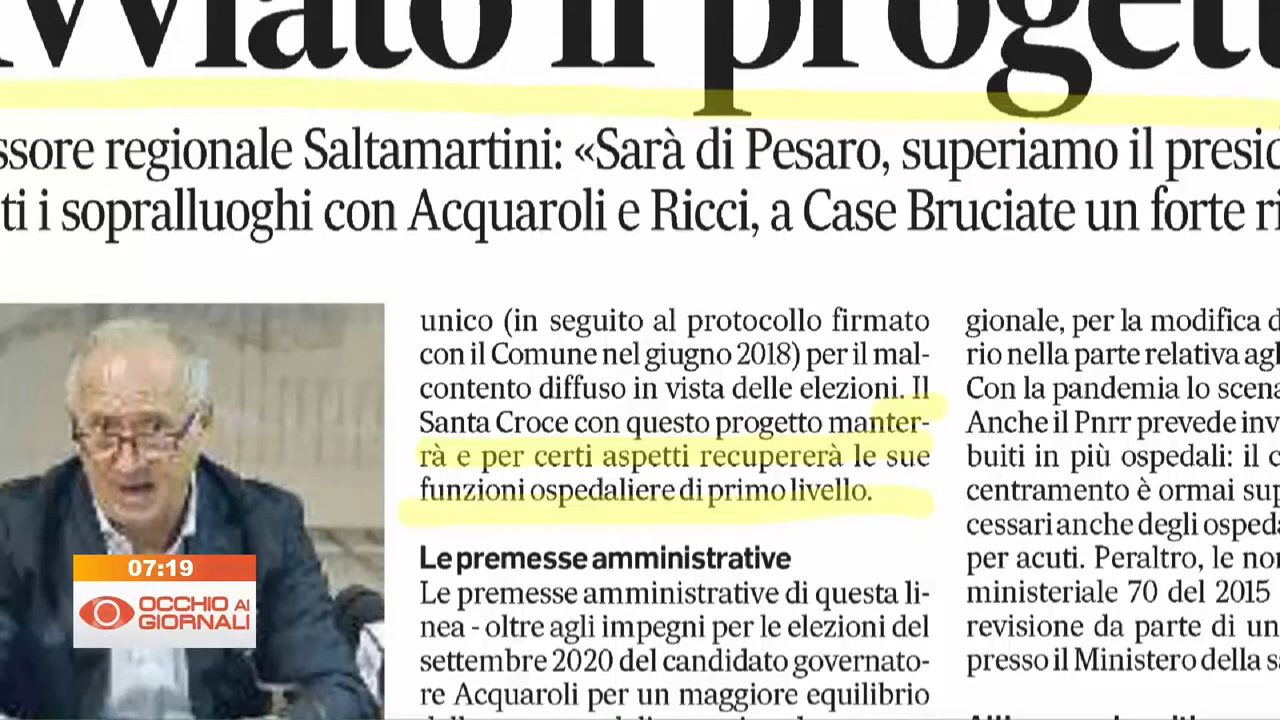 vviato il progett
ssore regionale Saltamartini: «Sarà di Pesaro, superiamo il presid
ti i sopralluoghi con Acquaroli e Ricci, a Case Bruciate un forte ri
unico (in seguito al protocollo firmato
con il Comune nel giugno 2018) per il mal-
contento diffuso in vista delle elezioni. Il
Santa Croce con questo progetto manter-
rà e per certi aspetti recupererà le sue
funzioni ospedaliere di primo livello.
Le premesse amministrative
Le premesse amministrative di questa li-
nea - oltre agli impegni per le elezioni del
settembre 2020 del candidato governato-
re Acquaroli per un maggiore equilibrio
gionale, per la modifica d
rio nella parte relativa agl
Con la pandemia lo scena
Anche il Pnrr prevede inv
buiti in più ospedali: il c
centramento è ormai sup
cessari anche degli ospeda
per acuti. Peraltro, le nor
ministeriale 70 del 2015
revisione da parte di un
presso il Ministero della sa
07:19
OCCHIO AI
GIORNALI